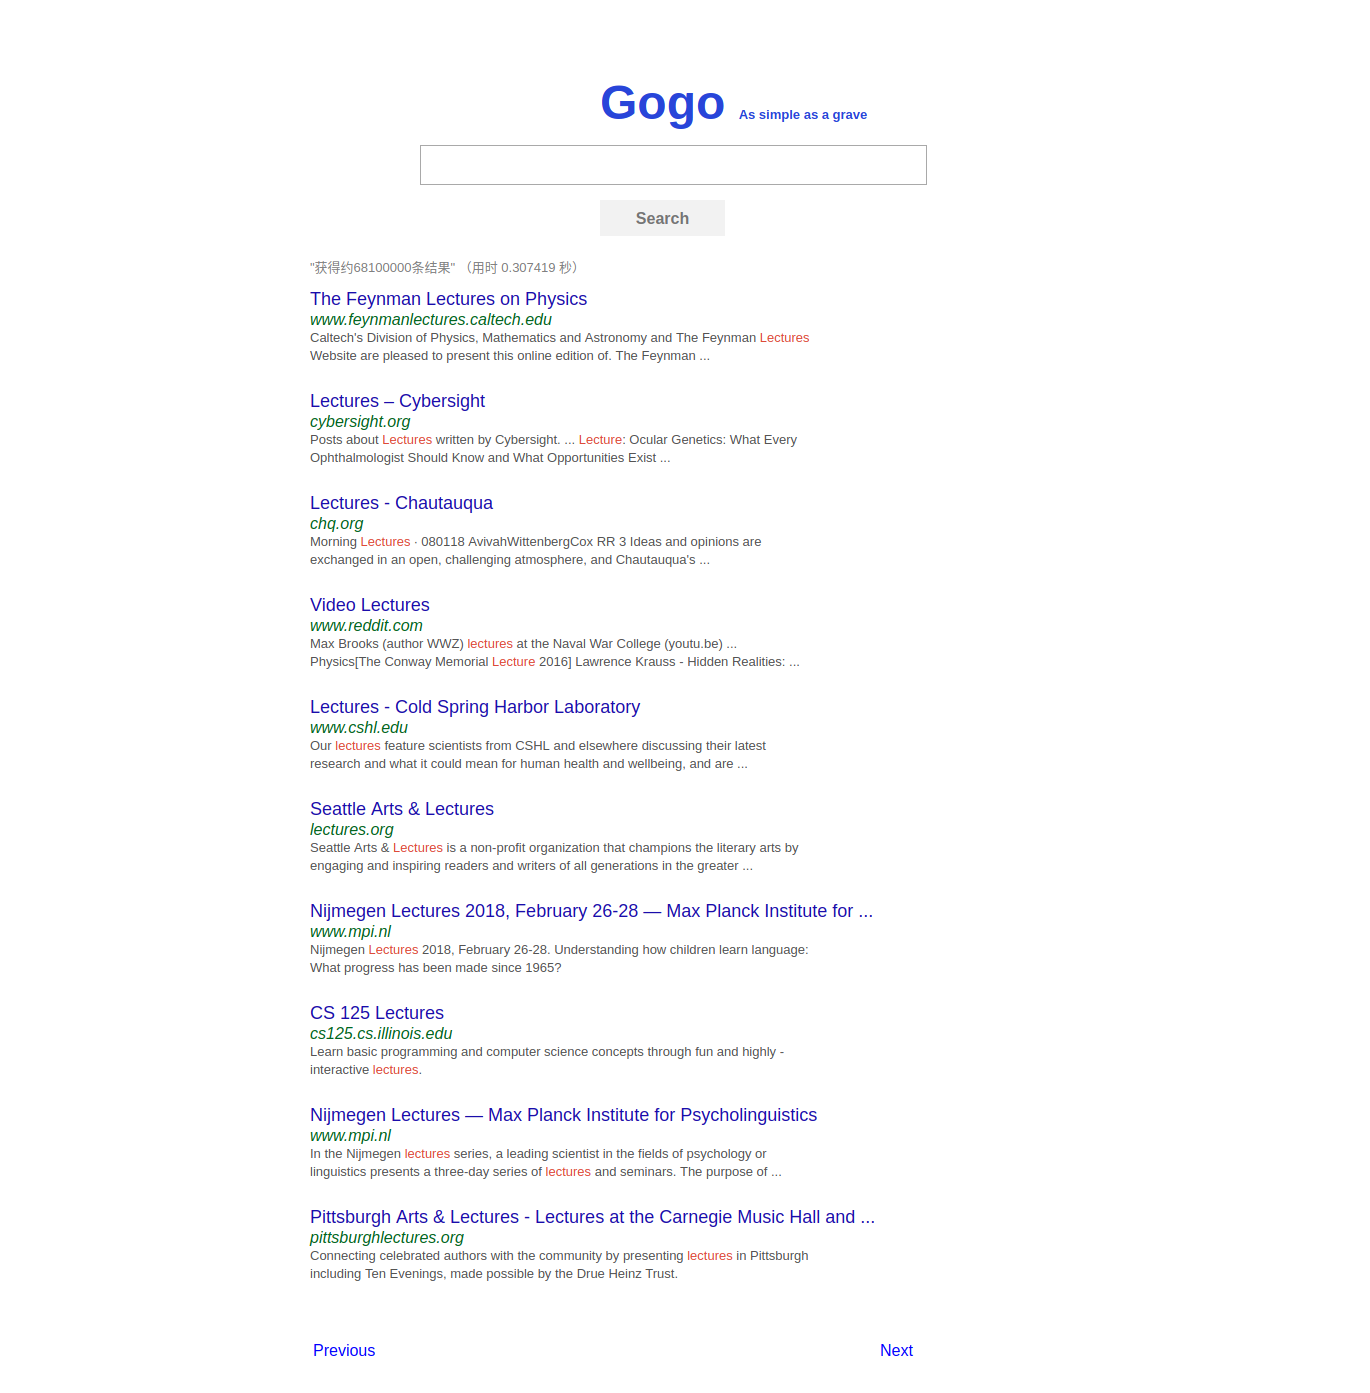 Gogo As simple as a grave
Search
"获得约68100000条结果" （用时 0.307419 秒）
The Feynman Lectures on Physics
www.feynmanlectures.caltech.edu
Caltech's Division of Physics, Mathematics and Astronomy and The Feynman Lectures
Website are pleased to present this online edition of. The Feynman ...
Lectures – Cybersight
cybersight.org
Posts about Lectures written by Cybersight. ... Lecture: Ocular Genetics: What Every
Ophthalmologist Should Know and What Opportunities Exist ...
Lectures - Chautauqua
chq.org
Morning Lectures · 080118 AvivahWittenbergCox RR 3 Ideas and opinions are
exchanged in an open, challenging atmosphere, and Chautauqua's ...
Video Lectures
www.reddit.com
Max Brooks (author WWZ) lectures at the Naval War College (youtu.be) ...
Physics[The Conway Memorial Lecture 2016] Lawrence Krauss - Hidden Realities: ...
Lectures - Cold Spring Harbor Laboratory
www.cshl.edu
Our lectures feature scientists from CSHL and elsewhere discussing their latest
research and what it could mean for human health and wellbeing, and are ...
Seattle Arts & Lectures
lectures.org
Seattle Arts & Lectures is a non-profit organization that champions the literary arts by
engaging and inspiring readers and writers of all generations in the greater ...
Nijmegen Lectures 2018, February 26-28 — Max Planck Institute for ...
www.mpi.nl
Nijmegen Lectures 2018, February 26-28. Understanding how children learn language:
What progress has been made since 1965?
CS 125 Lectures
cs125.cs.illinois.edu
Learn basic programming and computer science concepts through fun and highly -
interactive lectures.
Nijmegen Lectures — Max Planck Institute for Psycholinguistics
www.mpi.nl
In the Nijmegen lectures series, a leading scientist in the fields of psychology or
linguistics presents a three-day series of lectures and seminars. The purpose of ...
Pittsburgh Arts & Lectures - Lectures at the Carnegie Music Hall and ...
pittsburghlectures.org
Connecting celebrated authors with the community by presenting lectures in Pittsburgh
including Ten Evenings, made possible by the Drue Heinz Trust.
Previous Next